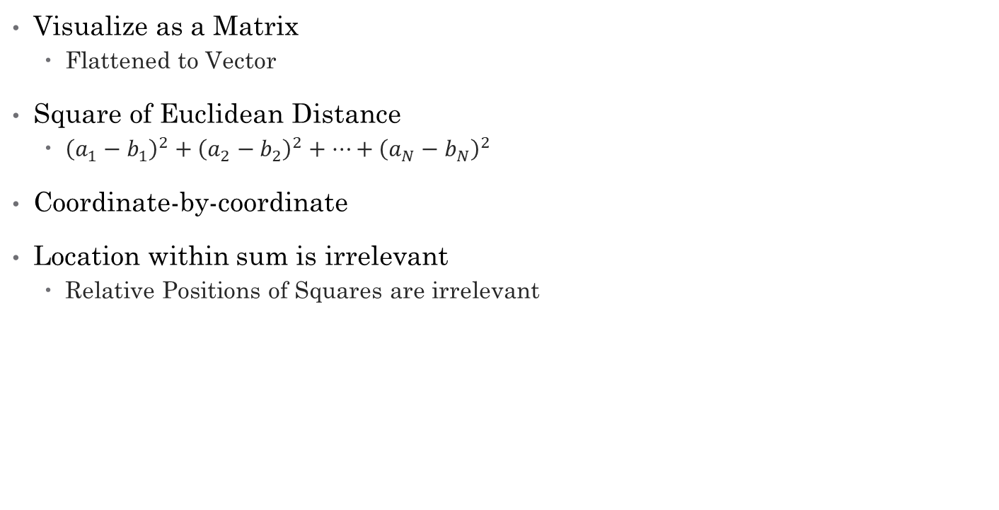 • Visualize as a Matrix
• Flattened to Vector
• Square of Euclidean Distance
• (a₁ − b₁)² + (a₂ − b₂)² + ⋯ + (a_N − b_N)²
• Coordinate-by-coordinate
• Location within sum is irrelevant
• Relative Positions of Squares are irrelevant